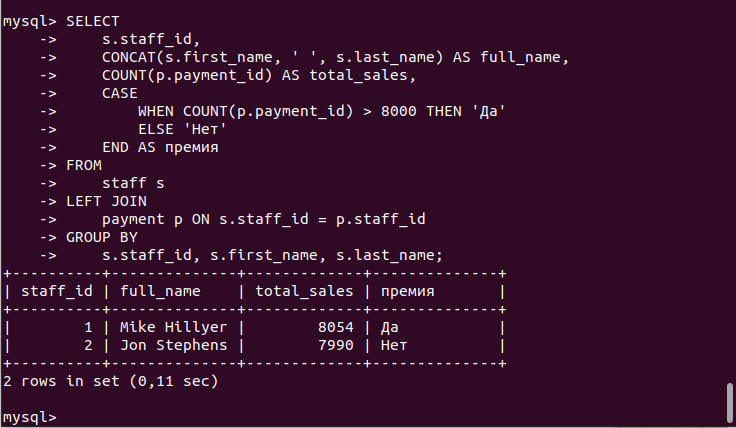 mysql> SELECT
    ->     s.staff_id,
    ->     CONCAT(s.first_name, ' ', s.last_name) AS full_name,
    ->     COUNT(p.payment_id) AS total_sales,
    ->     CASE
    ->         WHEN COUNT(p.payment_id) > 8000 THEN 'Да'
    ->         ELSE 'Нет'
    ->     END AS премия
    -> FROM
    ->     staff s
    -> LEFT JOIN
    ->     payment p ON s.staff_id = p.staff_id
    -> GROUP BY
    ->     s.staff_id, s.first_name, s.last_name;
+----------+--------------+-------------+--------------+
| staff_id | full_name    | total_sales | премия       |
+----------+--------------+-------------+--------------+
|        1 | Mike Hillyer |        8054 | Да           |
|        2 | Jon Stephens |        7990 | Нет          |
+----------+--------------+-------------+--------------+
2 rows in set (0,11 sec)

mysql>